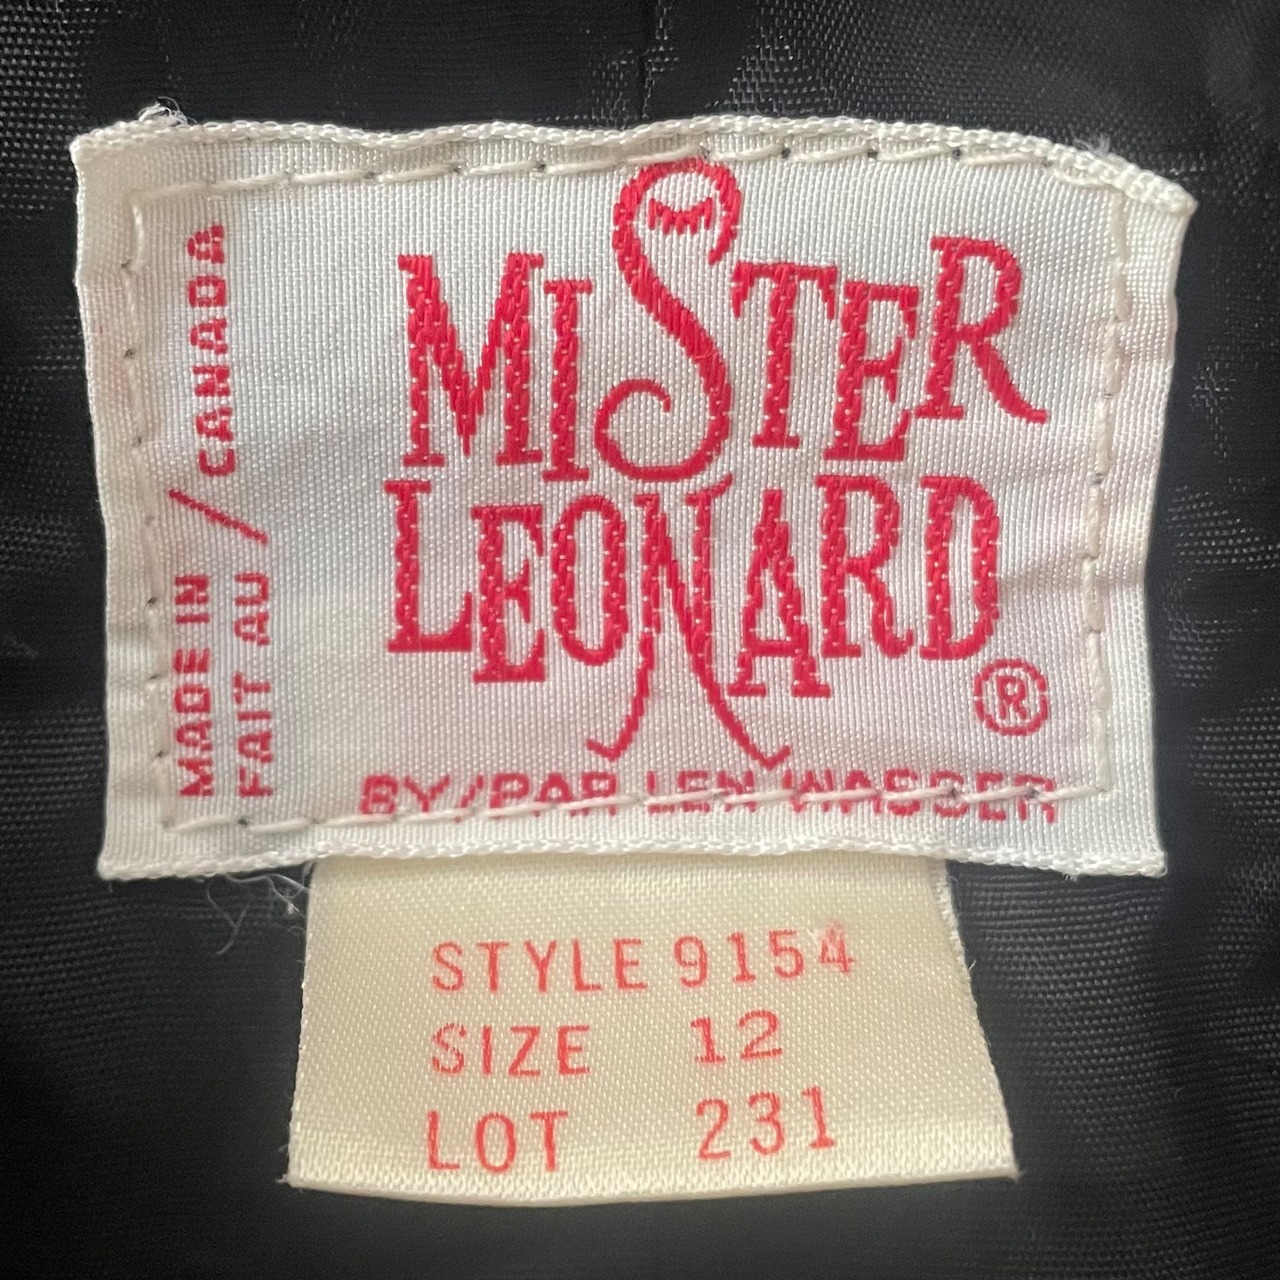 MADE IN / CANADA
FAIT AU
MISTER
LEONARD
®
BY/PAR LEN WASSER
STYLE 9154
SIZE 12
LOT 231